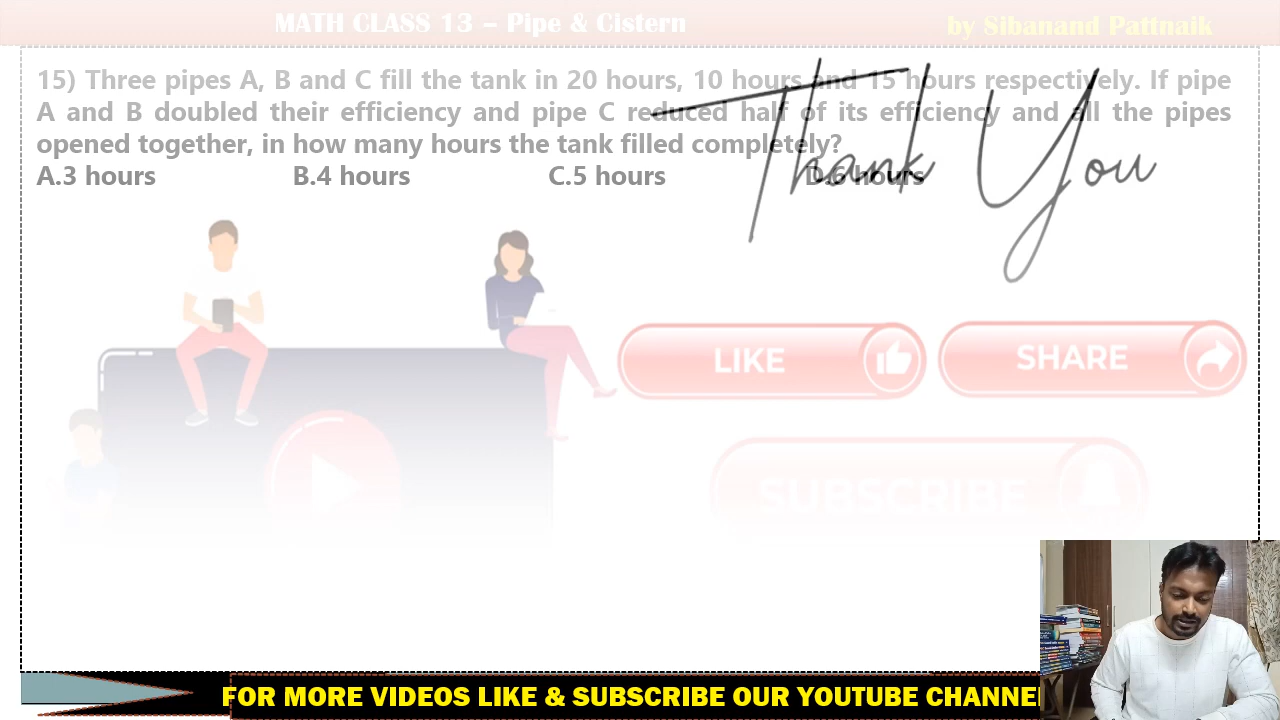 MATH CLASS 13 – Pipe & Cistern
by Sibanand Pattnaik
15) Three pipes A, B and C fill the tank in 20 hours, 10 hours and 15 hours respectively. If pipe
A and B doubled their efficiency and pipe C reduced half of its efficiency and all the pipes
opened together, in how many hours the tank filled completely?
A.3 hours B.4 hours C.5 hours D.6 hours
Thank You
LIKE
SHARE
SUBSCRIBE
FOR MORE VIDEOS LIKE & SUBSCRIBE OUR YOUTUBE CHANNEL